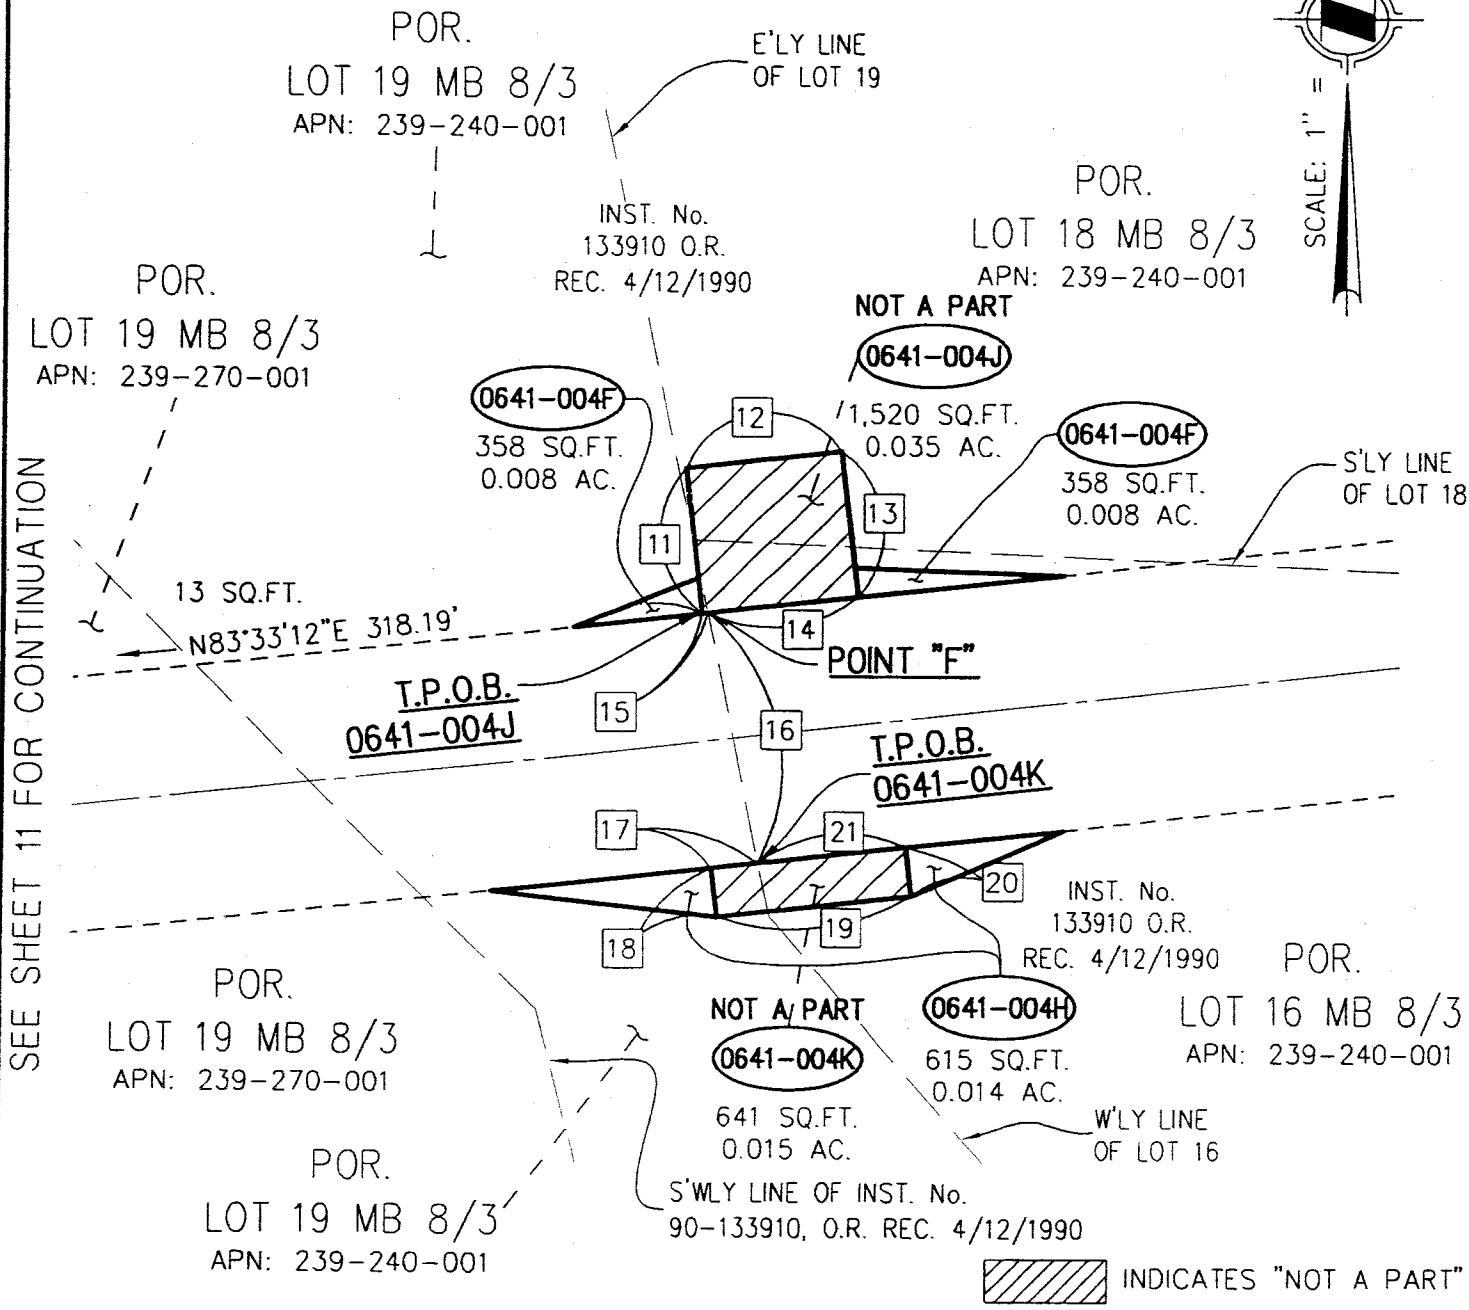 POR.
LOT 19 MB 8/3
APN: 239-240-001
E'LY LINE
OF LOT 19
SCALE: 1" =
INST. No.
133910 O.R.
REC. 4/12/1990
POR.
LOT 18 MB 8/3
APN: 239-240-001
POR.
LOT 19 MB 8/3
APN: 239-270-001
NOT A PART
0641-004J
1,520 SQ.FT.
0.035 AC.
0641-004F
358 SQ.FT.
0.008 AC.
12
0641-004F
358 SQ.FT.
0.008 AC.
S'LY LINE
OF LOT 18
11
13
SEE SHEET 11 FOR CONTINUATION
13 SQ.FT.
N83°33'12"E 318.19'
14
POINT "F"
T.P.O.B.
0641-004J
15
16
T.P.O.B.
0641-004K
17
21
20
18
19
INST. No.
133910 O.R.
REC. 4/12/1990
POR.
LOT 16 MB 8/3
APN: 239-240-001
POR.
LOT 19 MB 8/3
APN: 239-270-001
NOT A PART
0641-004K
641 SQ.FT.
0.015 AC.
0641-004H
615 SQ.FT.
0.014 AC.
W'LY LINE
OF LOT 16
POR.
LOT 19 MB 8/3
APN: 239-240-001
S'WLY LINE OF INST. No.
90-133910, O.R. REC. 4/12/1990
INDICATES "NOT A PART"